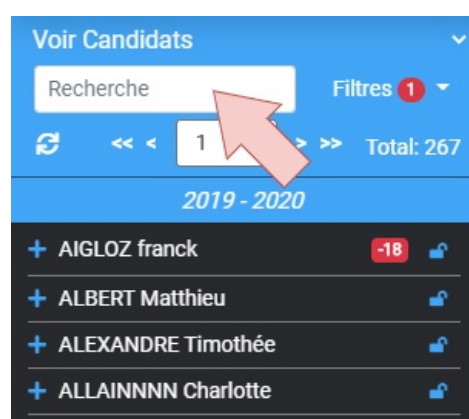 Voir Candidats
Recherche Filtres 1
<< < 1 > >> Total: 267
2019 - 2020
+ AIGLOZ franck -18
+ ALBERT Matthieu
+ ALEXANDRE Timothée
+ ALLAINNNN Charlotte